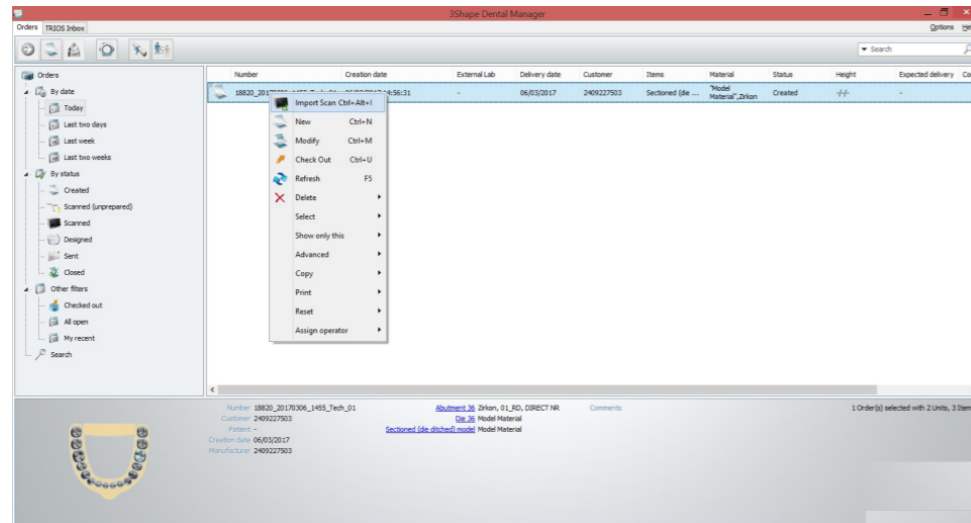 3Shape Dental Manager
Orders TRIOS Inbox Options
Search
Orders
By date
Today
Last two days
Last week
Last two weeks
By status
Created
Scanned (unprepared)
Scanned
Designed
Sent
Closed
Other filters
Checked out
All open
My recent
Search
Number Creation date External Lab Delivery date Customer Items Material Status Height Expected delivery
- 06/03/2017 2409227503 Sectioned (die ... "Model Material",Zirkon Created -//- -
Import Scan Ctrl+Alt+I
New Ctrl+N
Modify Ctrl+M
Check Out Ctrl+U
Refresh F5
Delete
Select
Show only this
Advanced
Copy
Print
Reset
Assign operator
Number 18820_20170306_1455_Tech_01
Customer 2409227503
Patient -
Creation date 06/03/2017
Manufacturer 2409227503
Abutment 36 Zirkon, 01_RD, DIRECT NR
Die 36 Model Material
Sectioned (die ditched) model Model Material
Comments
1 Order(s) selected with 2 Units, 3